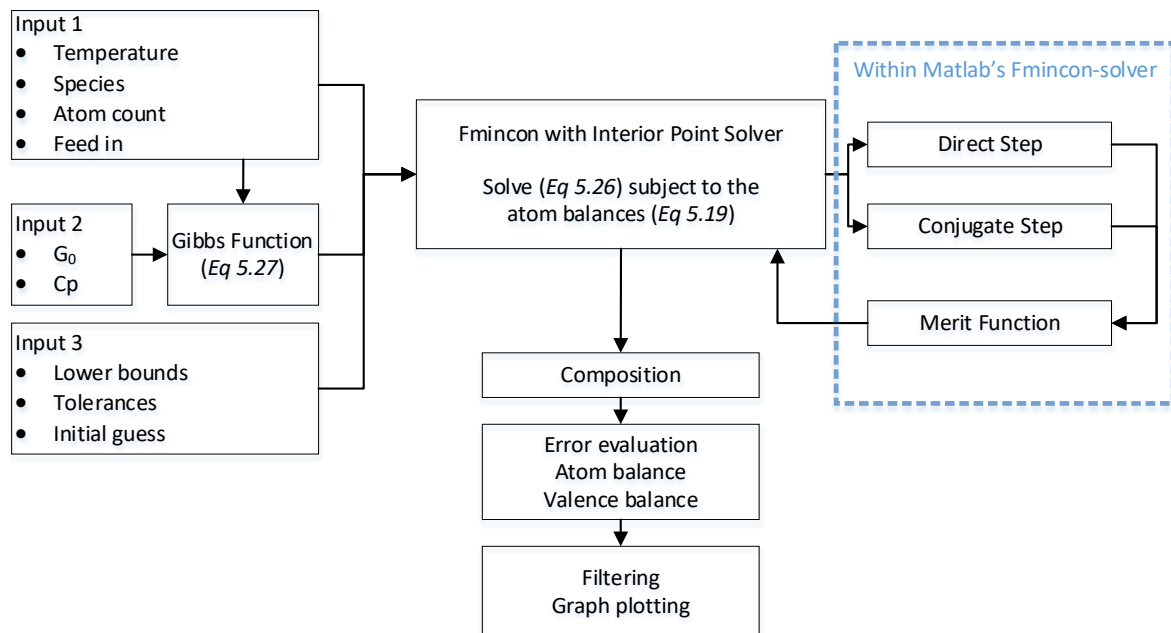 Input 1
• Temperature
• Species
• Atom count
• Feed in
Input 2
• G₀
• Cp
Gibbs Function
(Eq 5.27)
Input 3
• Lower bounds
• Tolerances
• Initial guess
Fmincon with Interior Point Solver
Solve (Eq 5.26) subject to the
atom balances (Eq 5.19)
Within Matlab’s Fmincon-solver
Direct Step
Conjugate Step
Merit Function
Composition
Error evaluation
Atom balance
Valence balance
Filtering
Graph plotting